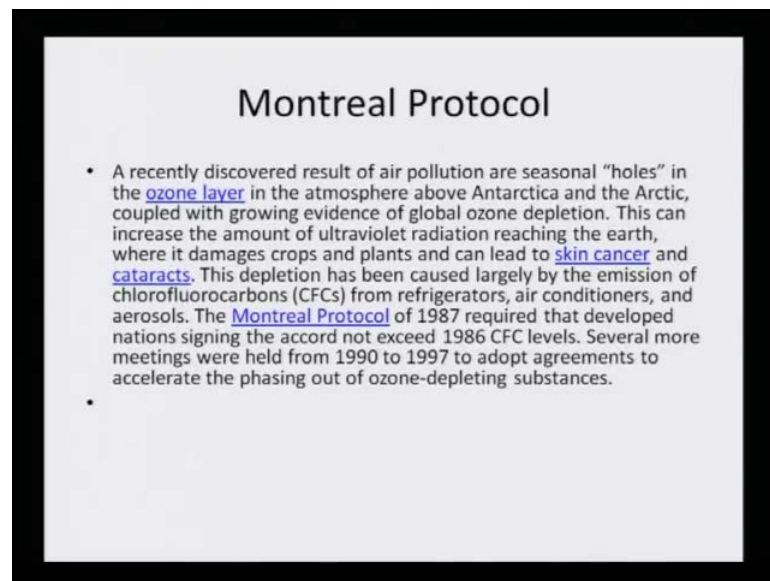 Montreal Protocol
• A recently discovered result of air pollution are seasonal “holes” in
the ozone layer in the atmosphere above Antarctica and the Arctic,
coupled with growing evidence of global ozone depletion. This can
increase the amount of ultraviolet radiation reaching the earth,
where it damages crops and plants and can lead to skin cancer and
cataracts. This depletion has been caused largely by the emission of
chlorofluorocarbons (CFCs) from refrigerators, air conditioners, and
aerosols. The Montreal Protocol of 1987 required that developed
nations signing the accord not exceed 1986 CFC levels. Several more
meetings were held from 1990 to 1997 to adopt agreements to
accelerate the phasing out of ozone-depleting substances.
•